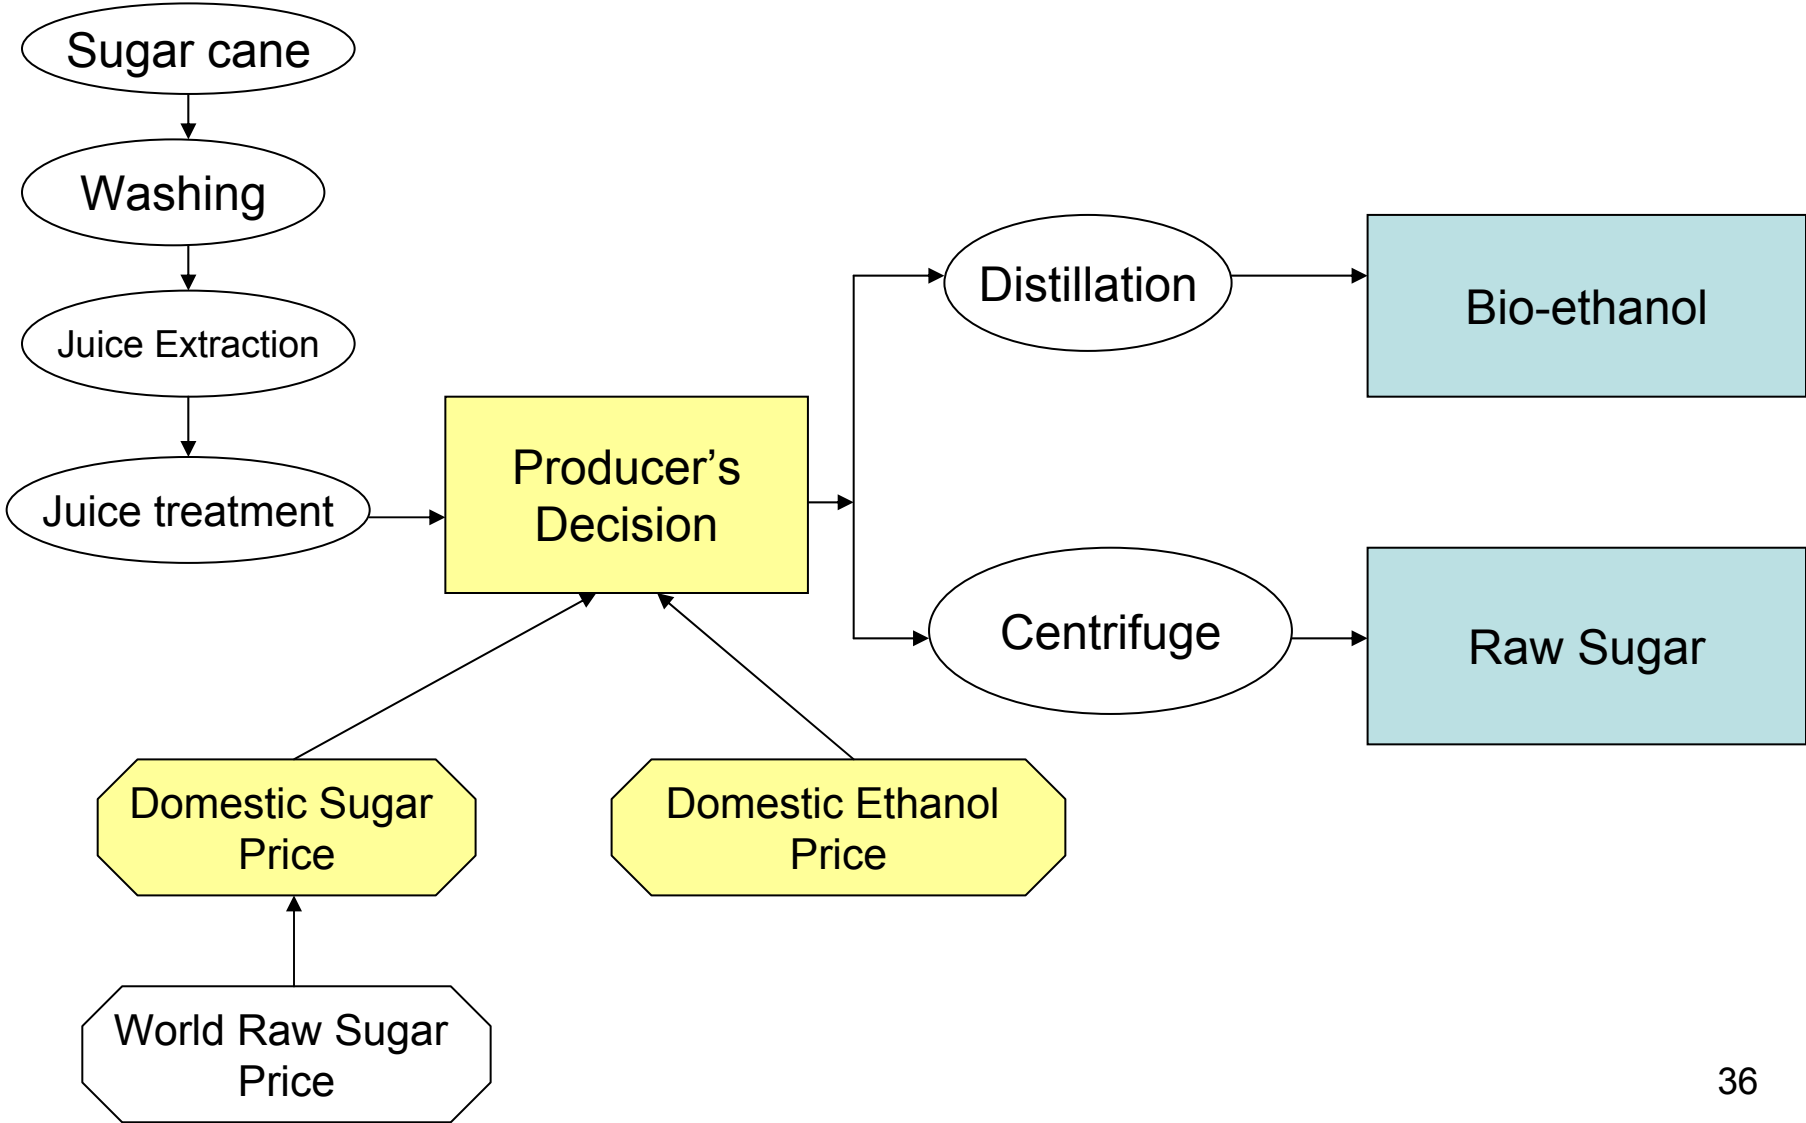 Sugar cane
Washing
Juice Extraction
Juice treatment
Producer’s
Decision
Distillation
Bio-ethanol
Centrifuge
Raw Sugar
Domestic Sugar
Price
Domestic Ethanol
Price
World Raw Sugar
Price
36